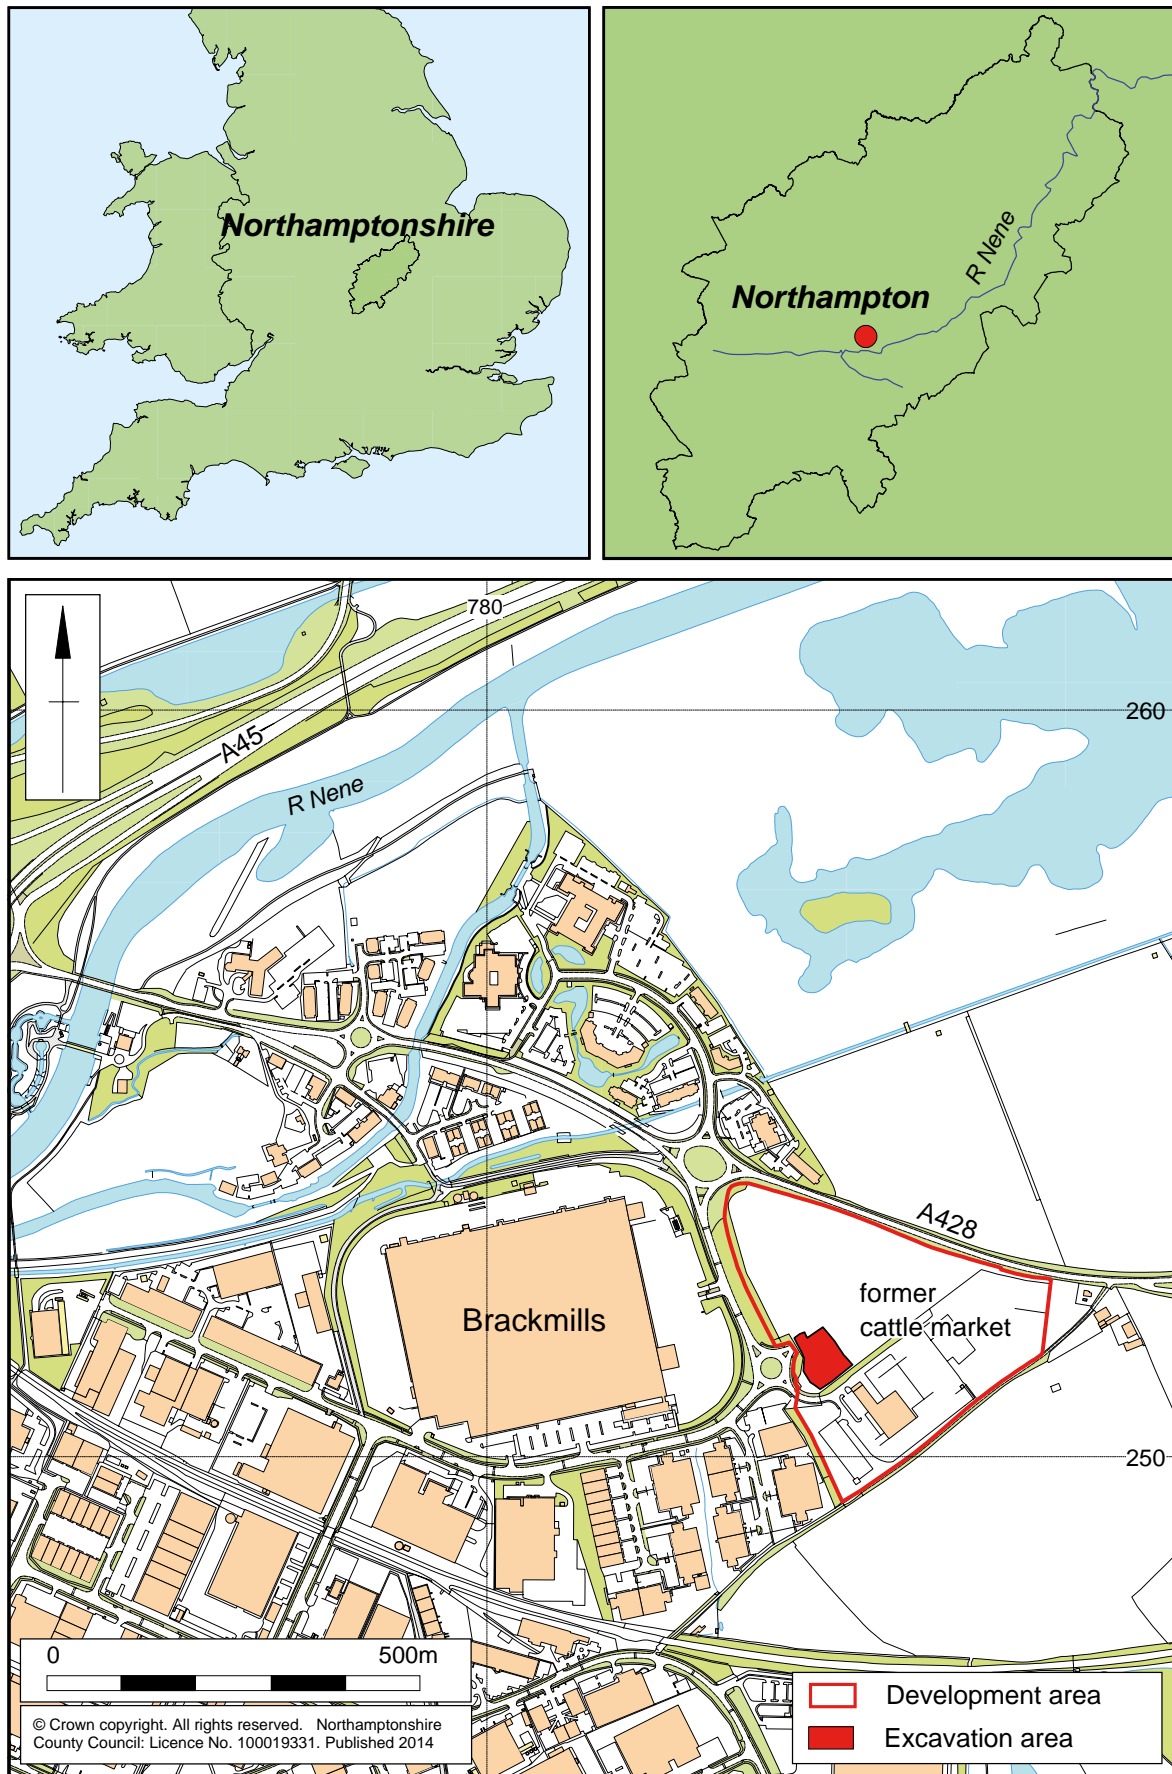 Northamptonshire
R Nene
Northampton
780
260
A45
R Nene
A428
former
cattle market
Brackmills
250
0 500m
© Crown copyright. All rights reserved. Northamptonshire
County Council: Licence No. 100019331. Published 2014
Development area
Excavation area